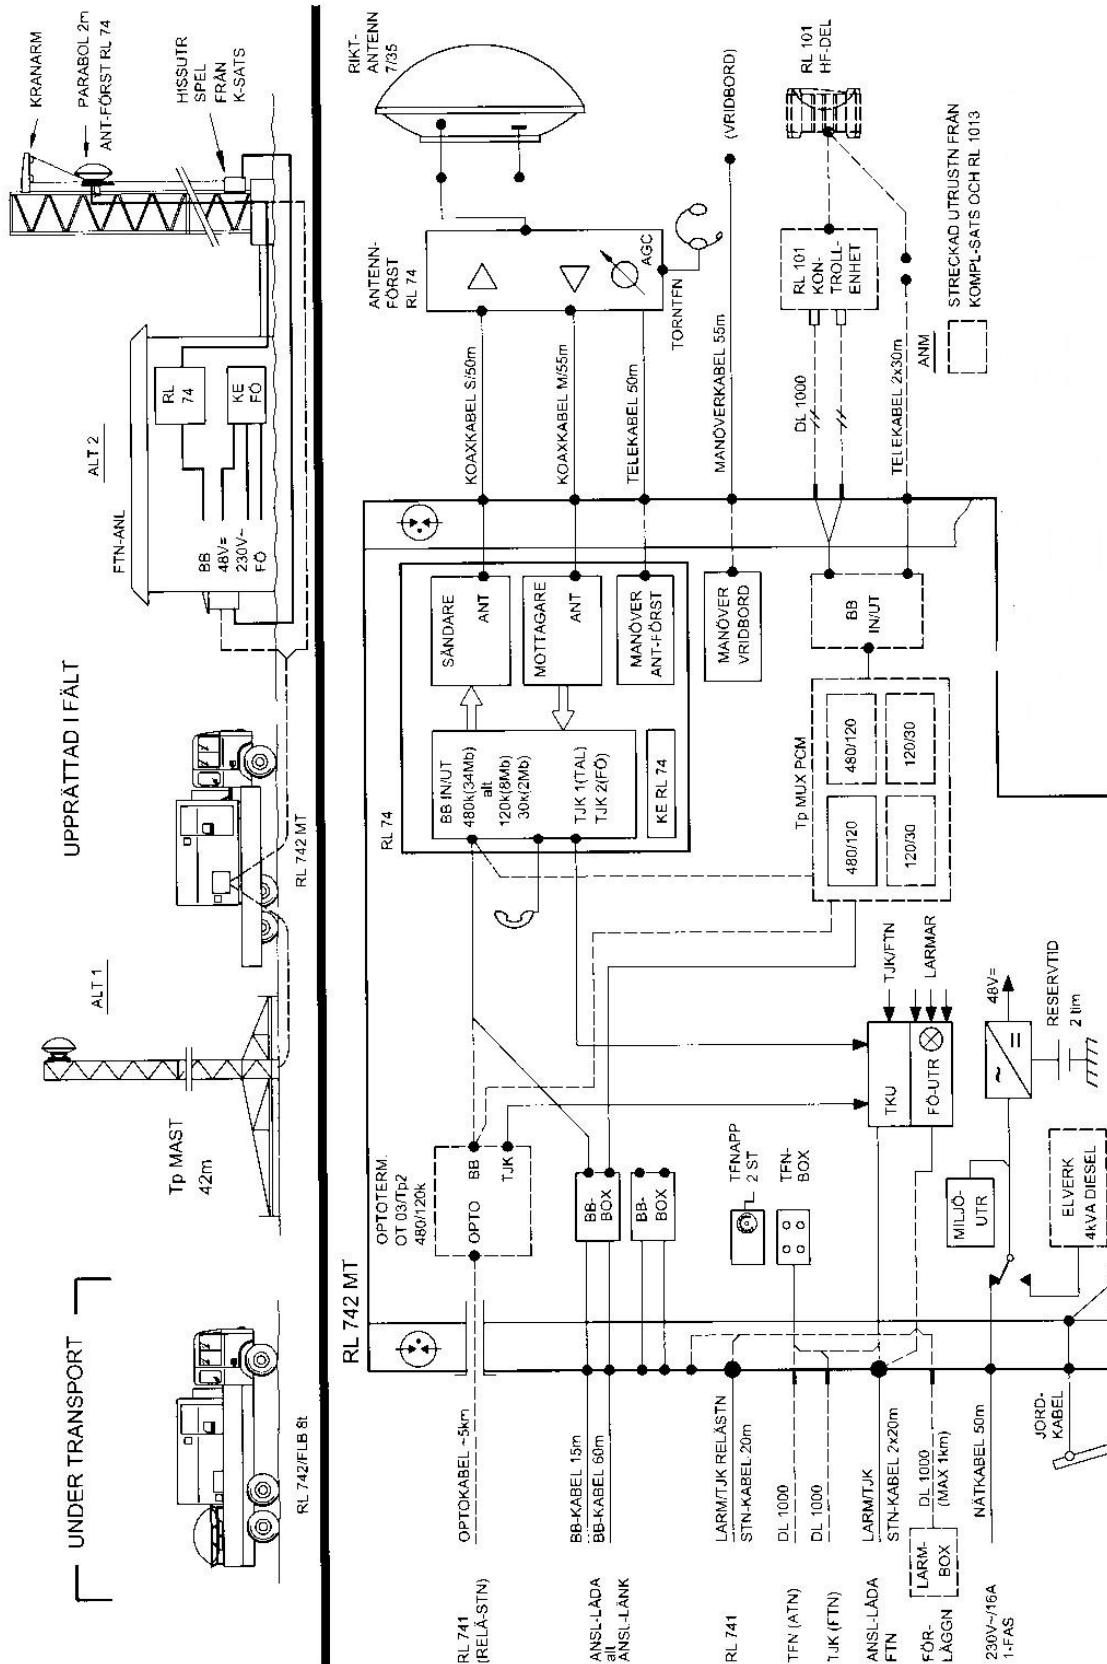 UNDER TRANSPORT
RL 742/FLB 8t
UPPRÄTTAD I FÄLT
ALT 1
Tp MAST
42m
RL 742 MT
ALT 2
FTN-ANL
BB
48V=
230V~
FÖ
RL
74
KE
FÖ
KRANARM
PARABOL 2m
ANT-FÖRST RL 74
HISSUTR
SPEL
FRÅN
K-SATS
RL 742 MT
RL 741
(RELÄ-STN)
OPTOKABEL ~5km
OPTOTERM.
OT 03/Tp2
480/120k
OPTO
BB
TJK
ANSL-LÅDA
alt
ANSL-LÄNK
BB-KABEL 15m
BB-KABEL 60m
BB-
BOX
BB-
BOX
RL 741
LARM/TJK RELÄSTN
STN-KABEL 20m
TFNAPP
2 ST
TFN (ATN)
DL 1000
TFN-
BOX
TJK (FTN)
DL 1000
ANSL-LÅDA
FTN
LARM/TJK
STN-KABEL 2x20m
TKU
FÖ-UTR
TJK/FTN
LARMAR
FÖR-
LÄGGN
LARM-
BOX
DL 1000
(MAX 1km)
230V~/16A
1-FAS
NÄTKABEL 50m
MILJÖ-
UTR
~
=
48V=
RESERVTID
2 tim
JORD-
KABEL
ELVERK
4kVA DIESEL
RL 74
BB IN/UT
480k(34Mb)
alt
120k(8Mb)
30k(2Mb)
TJK 1(TAL)
TJK 2(FÖ)
KE RL 74
SÄNDARE
ANT
MOTTAGARE
ANT
MANÖVER
ANT-FÖRST
MANÖVER
VRIDBORD
Tp MUX PCM
480/120
480/120
120/30
120/30
BB
IN/UT
KOAXKABEL S/50m
KOAXKABEL M/55m
TELEKABEL 50m
MANÖVERKABEL 55m
DL 1000
TELEKABEL 2x30m
ANTENN-
FÖRST
RL 74
AGC
TORNTFN
RIKT-
ANTENN
7/35
(VRIDBORD)
RL 101
KON-
TROLL-
ENHET
RL 101
HF-DEL
ANM
STRECKAD UTRUSTN FRÅN
KOMPL-SATS OCH RL 1013